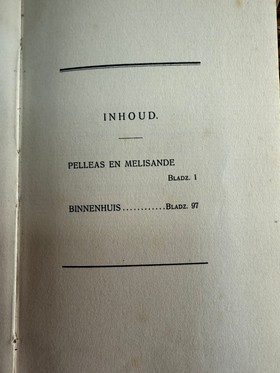 INHOUD.
PELLEAS EN MELISANDE
BLADZ. 1
BINNENHUIS............BLADZ. 97